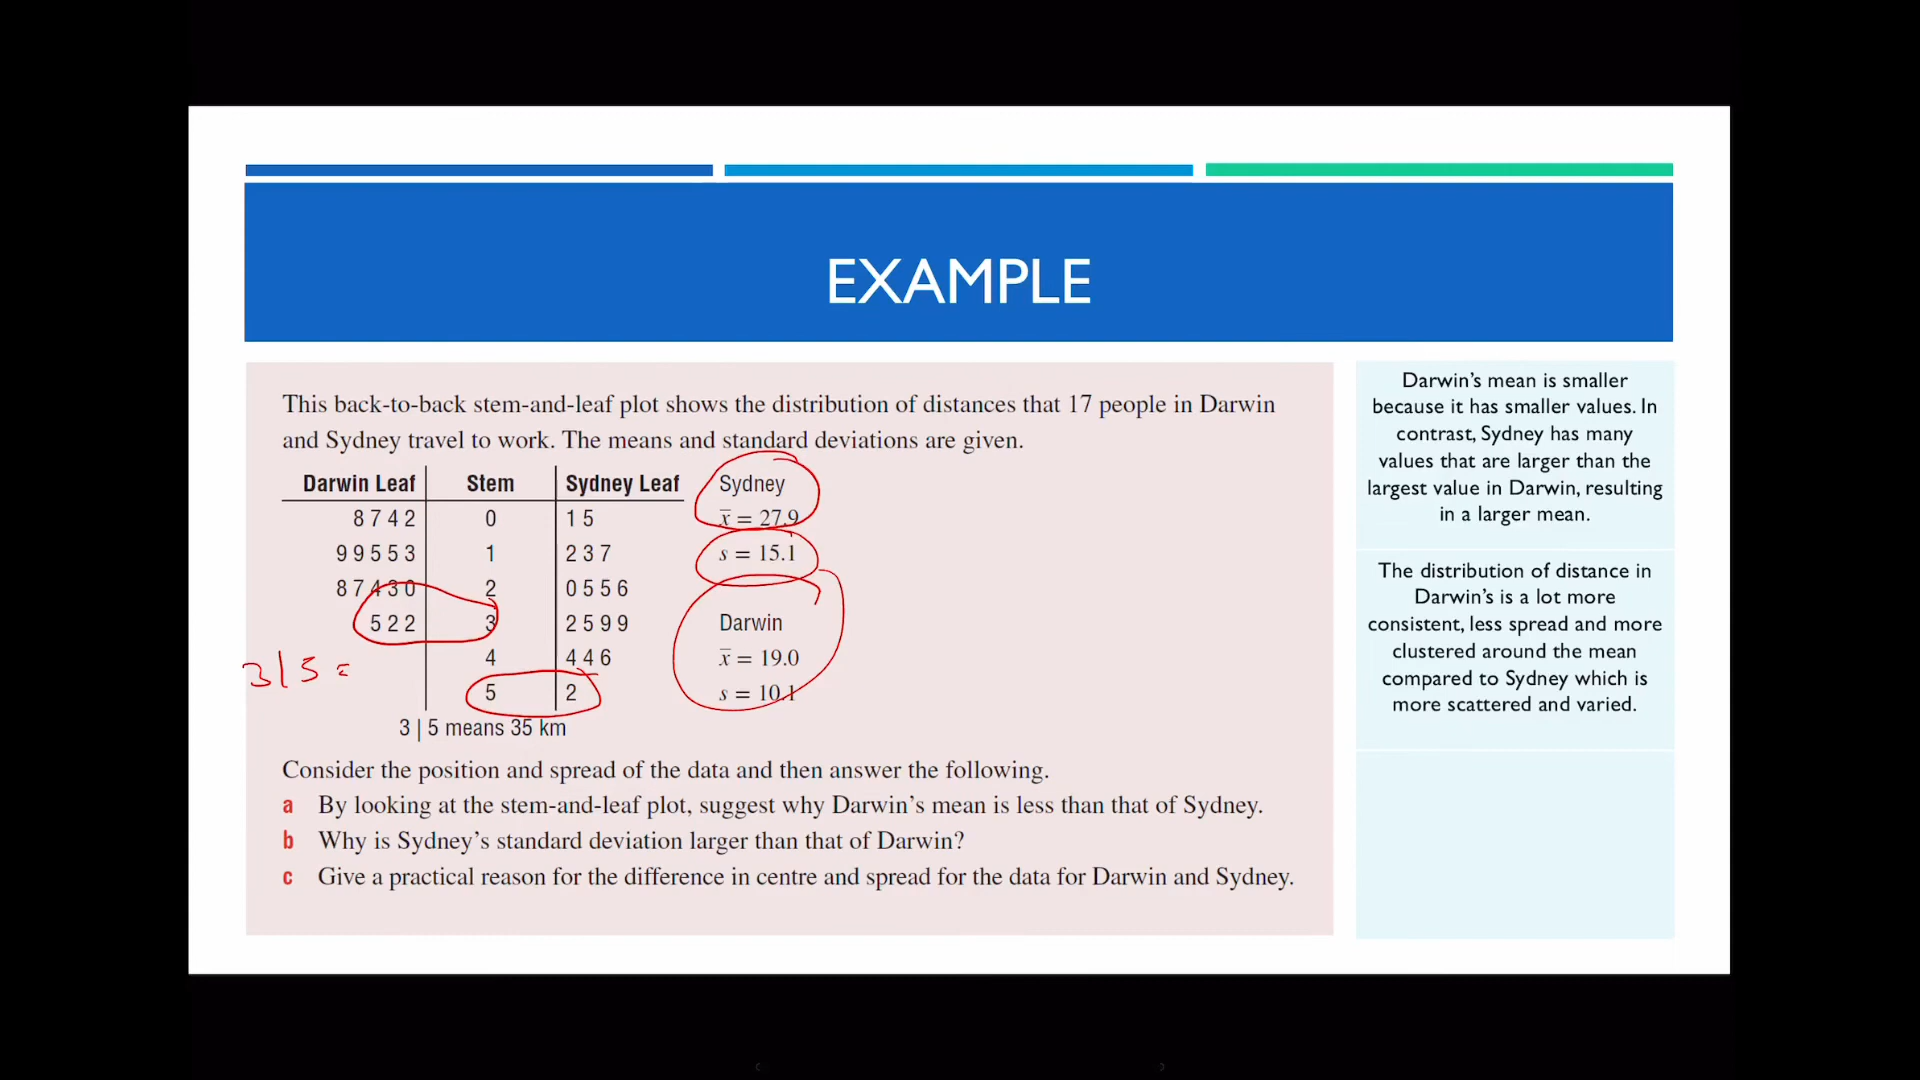 EXAMPLE
This back-to-back stem-and-leaf plot shows the distribution of distances that 17 people in Darwin
and Sydney travel to work. The means and standard deviations are given.
Darwin Leaf Stem Sydney Leaf
8 7 4 2 0 1 5
9 9 5 5 3 1 2 3 7
8 7 4 3 0 2 0 5 5 6
5 2 2 3 2 5 9 9
4 4 4 6
5 2
3 | 5 means 35 km
Sydney
x̄ = 27.9
s = 15.1
Darwin
x̄ = 19.0
s = 10.1
3 | 5 =
Consider the position and spread of the data and then answer the following.
a By looking at the stem-and-leaf plot, suggest why Darwin's mean is less than that of Sydney.
b Why is Sydney's standard deviation larger than that of Darwin?
c Give a practical reason for the difference in centre and spread for the data for Darwin and Sydney.
Darwin's mean is smaller
because it has smaller values. In
contrast, Sydney has many
values that are larger than the
largest value in Darwin, resulting
in a larger mean.
The distribution of distance in
Darwin's is a lot more
consistent, less spread and more
clustered around the mean
compared to Sydney which is
more scattered and varied.